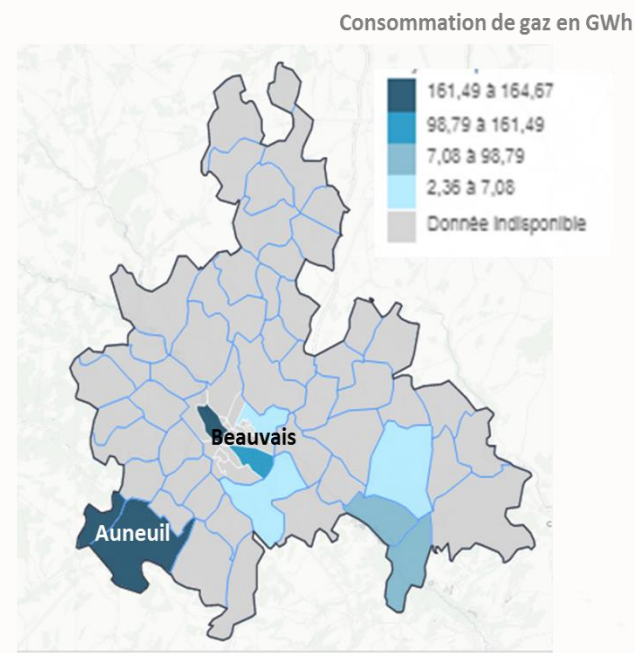 Consommation de gaz en GWh
161,49 à 164,67
98,79 à 161,49
7,08 à 98,79
2,36 à 7,08
Donnée indisponible
Beauvais
Auneuil